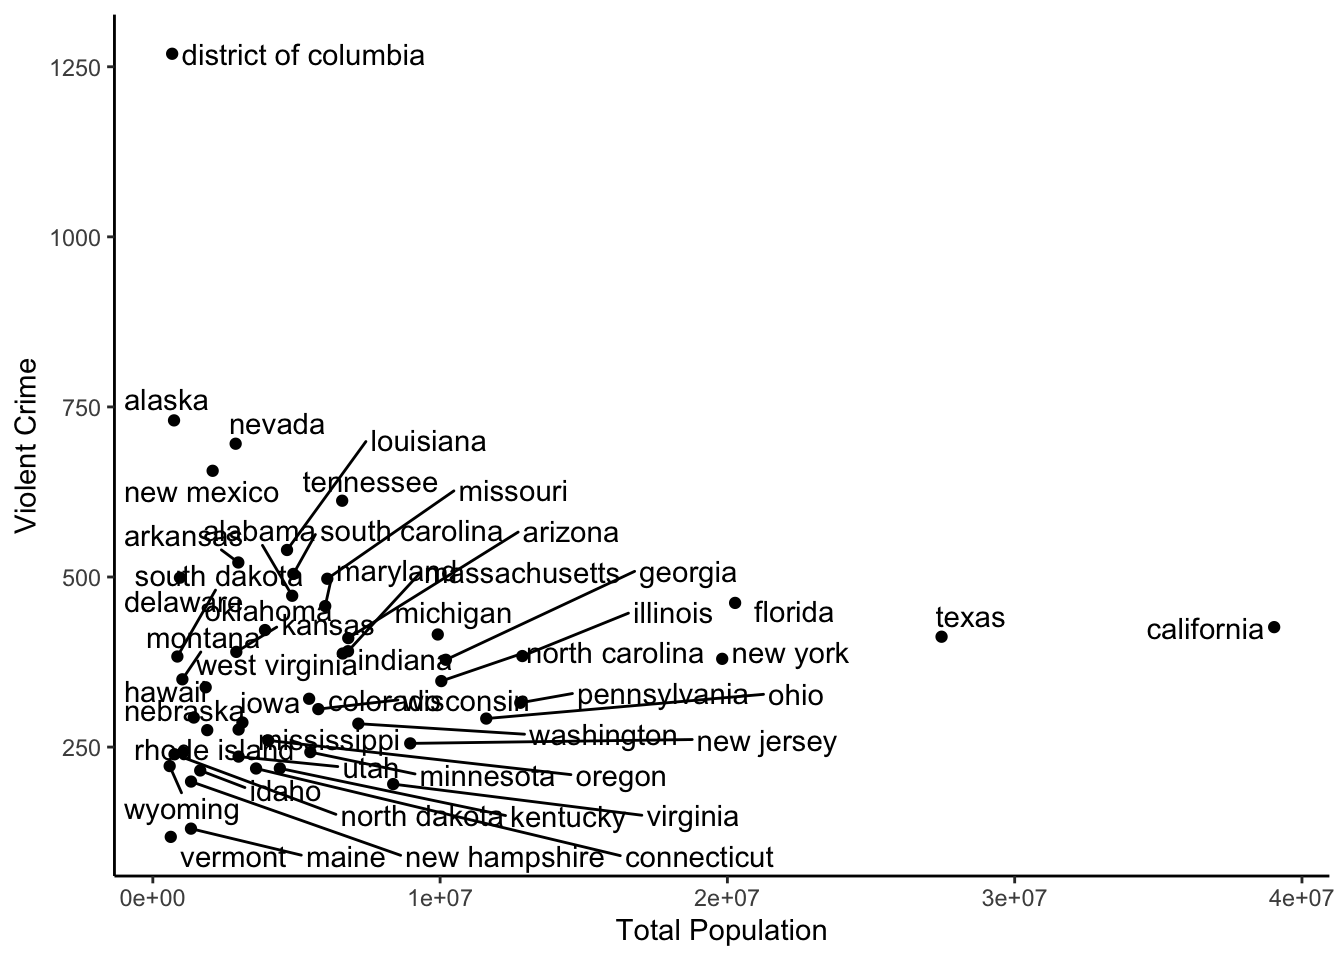 district of columbia
1250
1000
alaska
750
nevada
louisiana
tennessee
new mexico
missouri
alabama
south carolina
arizona
arkansas
500
south dakota
maryland
massachusetts
georgia
delaware
oklahoma
michigan
illinois
florida
texas
california
kansas
montana
west virginia
indiana
north carolina
new york
hawaii
nebraska
iowa
colorado
wisconsin
pennsylvania
ohio
250
rhode island
mississippi
washington
new jersey
utah
minnesota
oregon
idaho
wyoming
north dakota
kentucky
virginia
vermont
maine
new hampshire
connecticut
0e+00
1e+07
2e+07
3e+07
4e+07
Total Population
Violent Crime